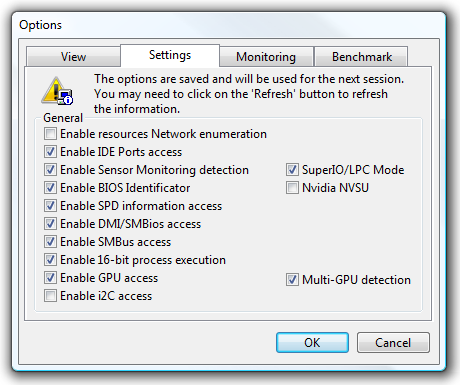 Options
View Settings Monitoring Benchmark
The options are saved and will be used for the next session.
You may need to click on the 'Refresh' button to refresh
the information.
General
Enable resources Network enumeration
Enable IDE Ports access
Enable Sensor Monitoring detection SuperIO/LPC Mode
Enable BIOS Identificator Nvidia NVSU
Enable SPD information access
Enable DMI/SMBios access
Enable SMBus access
Enable 16-bit process execution
Enable GPU access Multi-GPU detection
Enable i2C access
OK Cancel